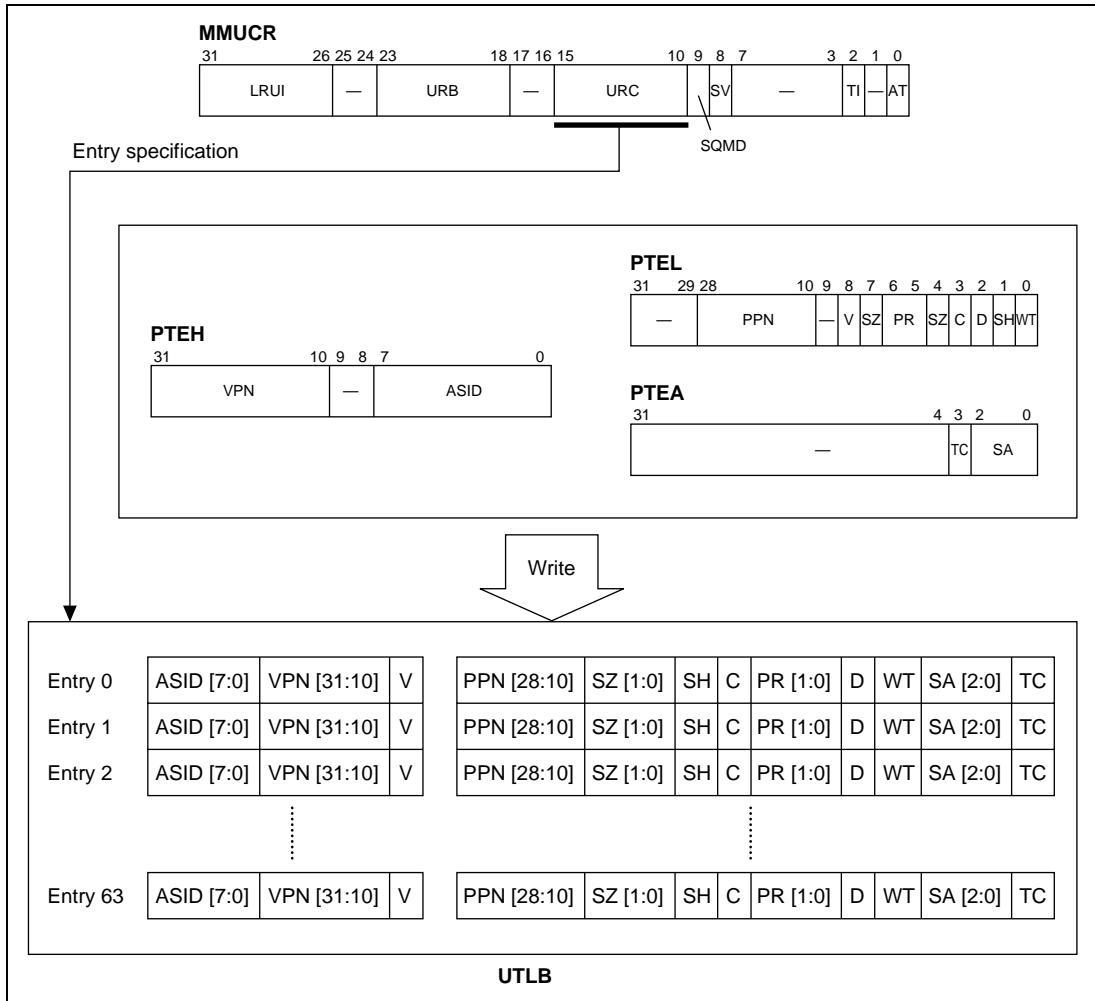 MMUCR
31 26 25 24 23 18 17 16 15 10 9 8 7 3 2 1 0
LRUI — URB — URC SV — TI — AT
SQMD
Entry specification
PTEL
31 29 28 10 9 8 7 6 5 4 3 2 1 0
— PPN — V SZ PR SZ C D SH WT
PTEH
31 10 9 8 7 0
VPN — ASID
PTEA
31 4 3 2 0
— TC SA
Write
Entry 0 ASID [7:0] VPN [31:10] V PPN [28:10] SZ [1:0] SH C PR [1:0] D WT SA [2:0] TC
Entry 1 ASID [7:0] VPN [31:10] V PPN [28:10] SZ [1:0] SH C PR [1:0] D WT SA [2:0] TC
Entry 2 ASID [7:0] VPN [31:10] V PPN [28:10] SZ [1:0] SH C PR [1:0] D WT SA [2:0] TC
Entry 63 ASID [7:0] VPN [31:10] V PPN [28:10] SZ [1:0] SH C PR [1:0] D WT SA [2:0] TC
UTLB